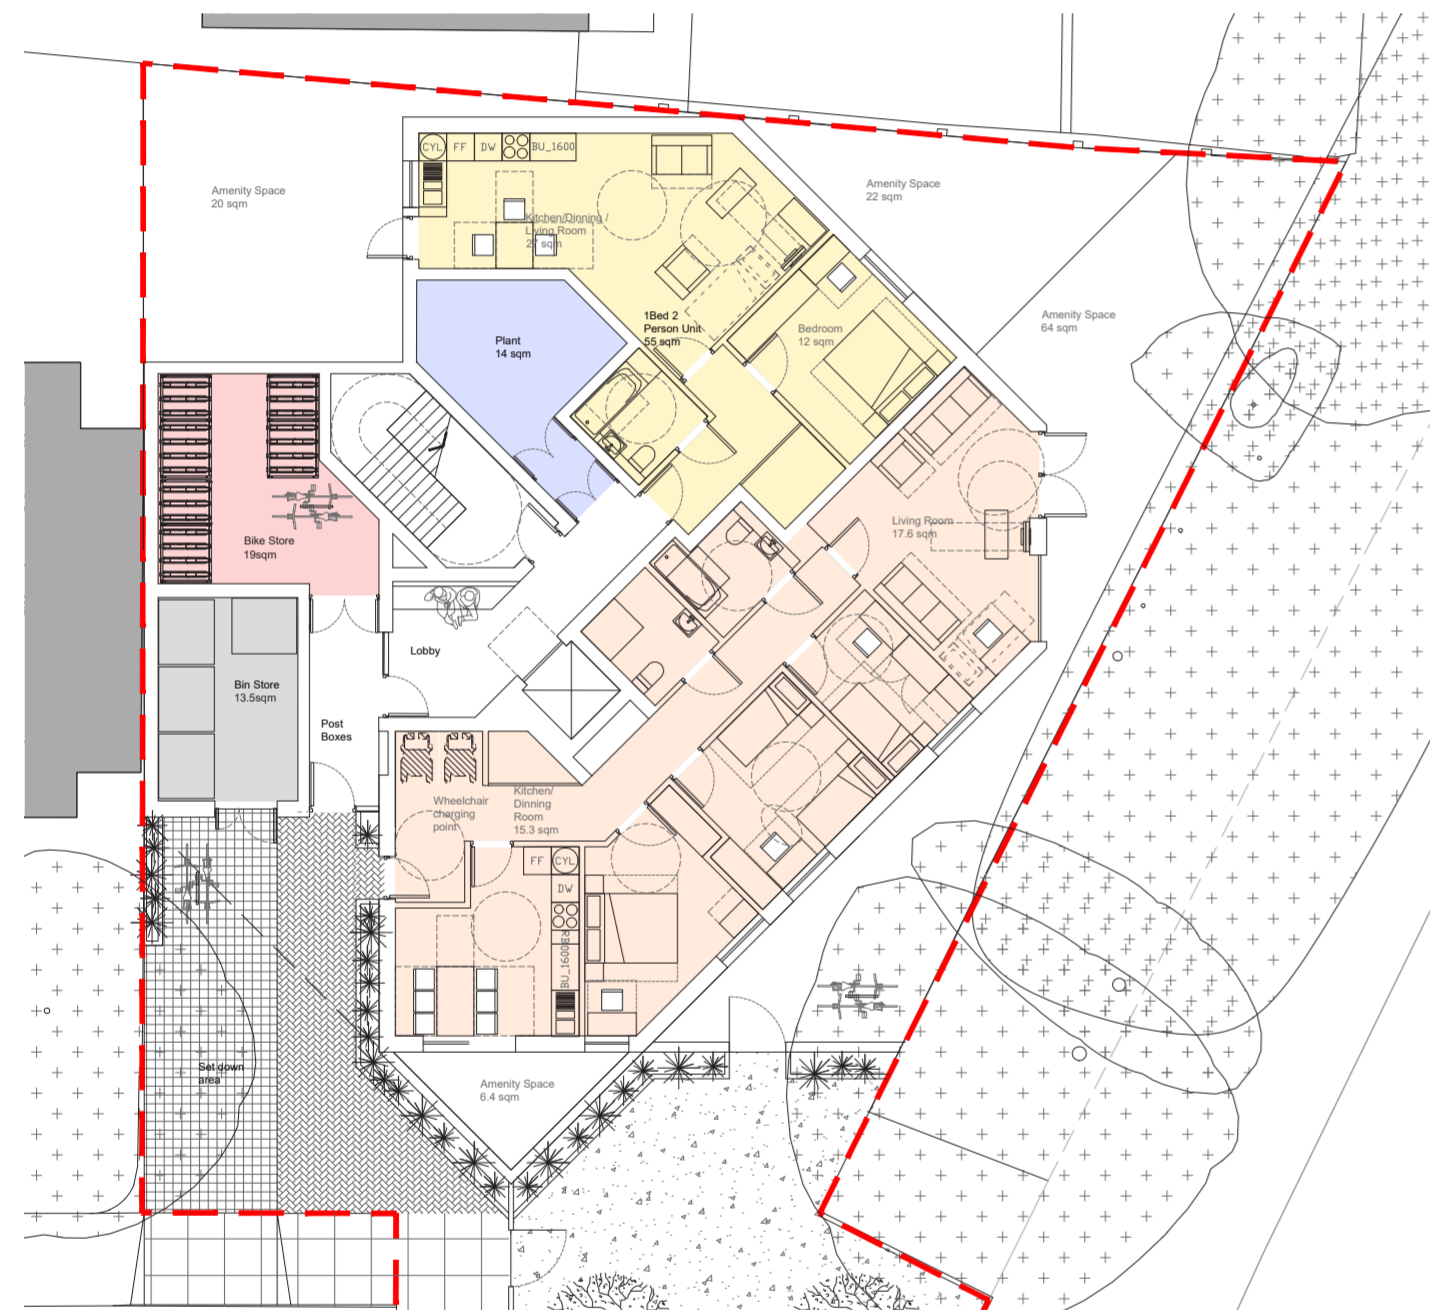 CYL
FF
DW
BU_1600
Amenity Space
20 sqm
Amenity Space
22 sqm
Kitchen/Dinning /
Living Room
27 sqm
1Bed 2
Person Unit
55 sqm
Bedroom
12 sqm
Amenity Space
64 sqm
Plant
14 sqm
Living Room
17.6 sqm
Bike Store
19sqm
Lobby
Bin Store
13.5sqm
Post
Boxes
Wheelchair
charging
point
Kitchen/
Dinning
Room
15.3 sqm
FF
CYL
DW
BU_1600RB
Set down
area
Amenity Space
6.4 sqm